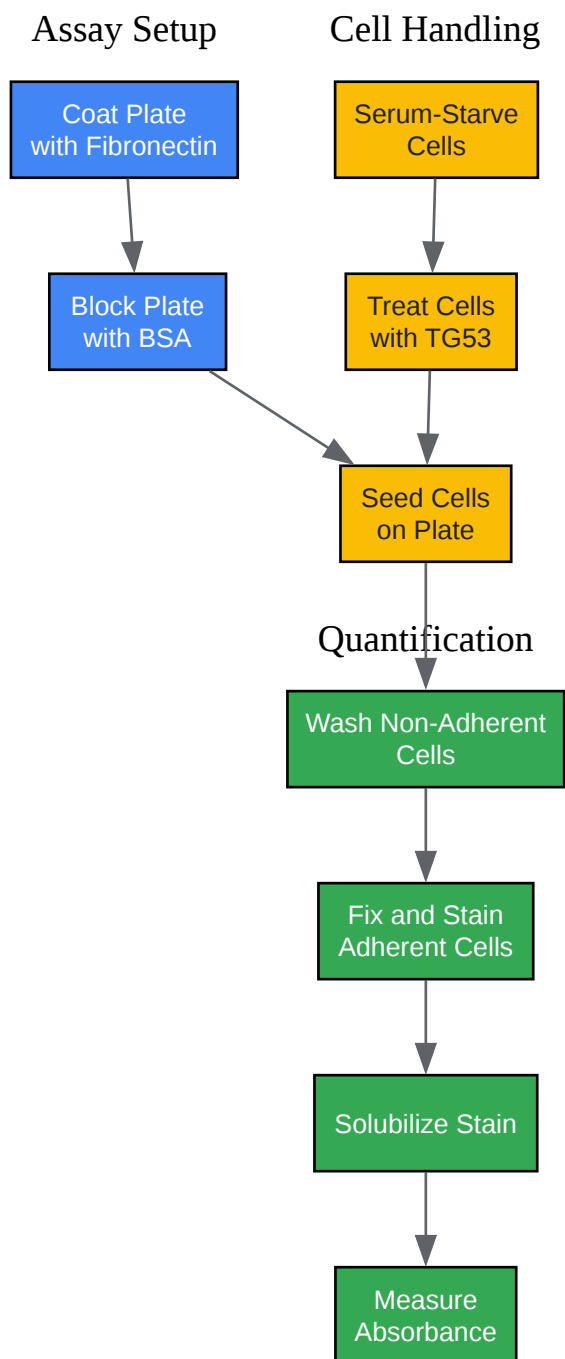 Assay Setup
Cell Handling
Coat Plate
with Fibronectin
Serum-Starve
Cells
Block Plate
with BSA
Treat Cells
with TG53
Seed Cells
on Plate
Quantification
Wash Non-Adherent
Cells
Fix and Stain
Adherent Cells
Solubilize Stain
Measure
Absorbance